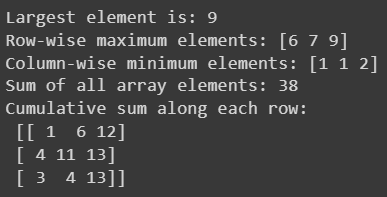 Largest element is: 9
Row-wise maximum elements: [6 7 9]
Column-wise minimum elements: [1 1 2]
Sum of all array elements: 38
Cumulative sum along each row:
 [[ 1  6 12]
 [ 4 11 13]
 [ 3  4 13]]